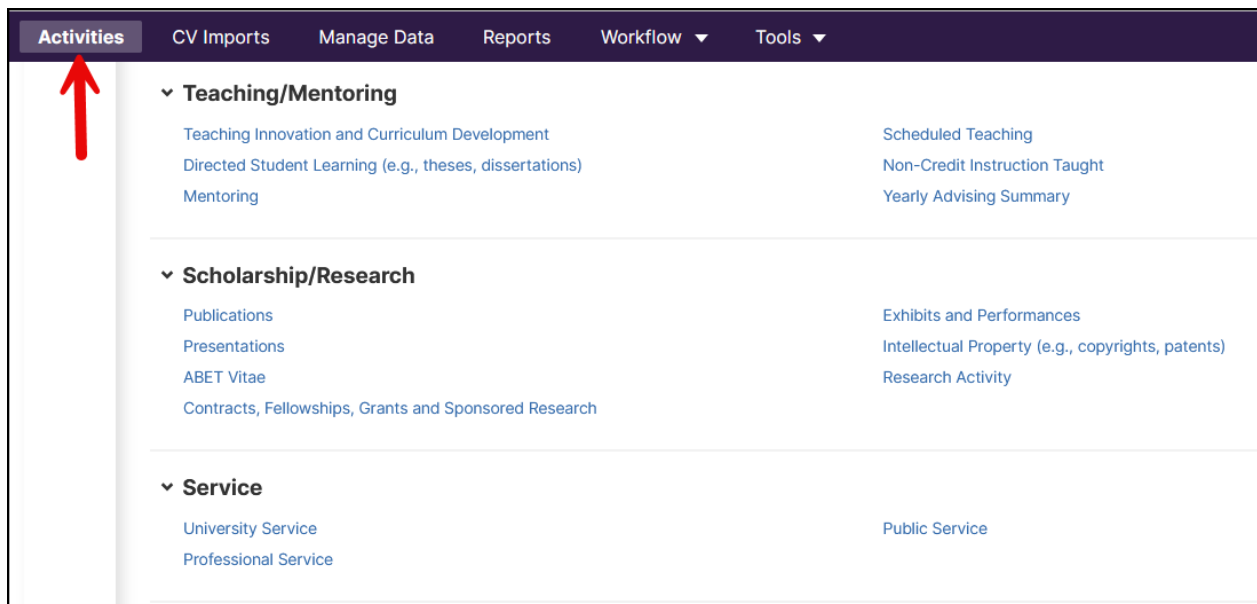 Activities CV Imports Manage Data Reports Workflow Tools
Teaching/Mentoring
Teaching Innovation and Curriculum Development Scheduled Teaching
Directed Student Learning (e.g., theses, dissertations) Non-Credit Instruction Taught
Mentoring Yearly Advising Summary
Scholarship/Research
Publications Exhibits and Performances
Presentations Intellectual Property (e.g., copyrights, patents)
ABET Vitae Research Activity
Contracts, Fellowships, Grants and Sponsored Research
Service
University Service Public Service
Professional Service